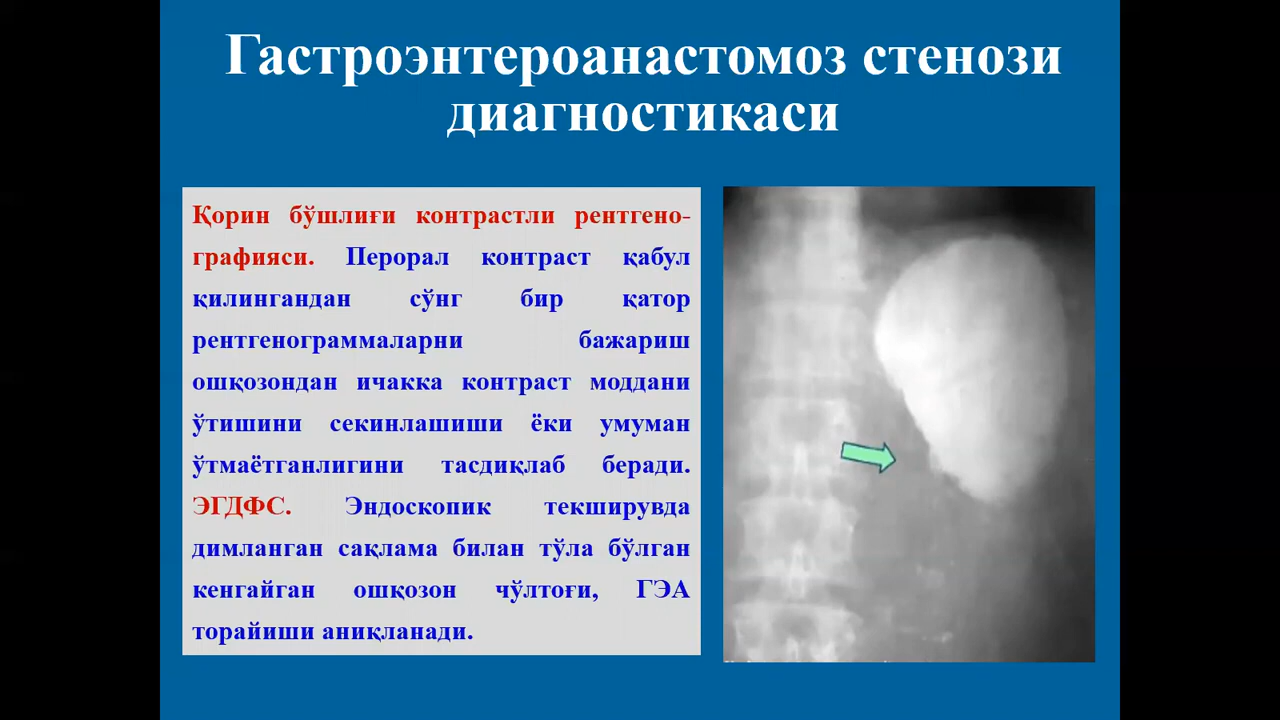 Гастроэнтероанастомоз стенози
диагностикаси
Қорин бўшлиғи контрастли рентгено-
графияси. Перорал контраст қабул
қилингандан сўнг бир қатор
рентгенограммаларни бажариш
ошқозондан ичакка контраст моддани
ўтишини секинлашиши ёки умуман
ўтмаётганлигини тасдиқлаб беради.
ЭГДФС. Эндоскопик текширувда
димланган сақлама билан тўла бўлган
кенгайган ошқозон чўлтоғи, ГЭА
торайиши аниқланади.